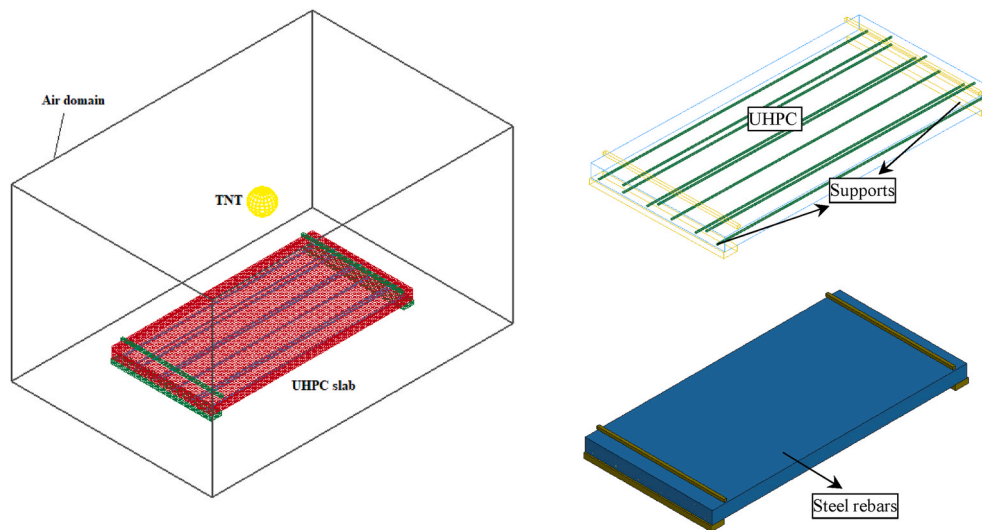 Air domain
TNT
UHPC slab
UHPC
Supports
Steel rebars